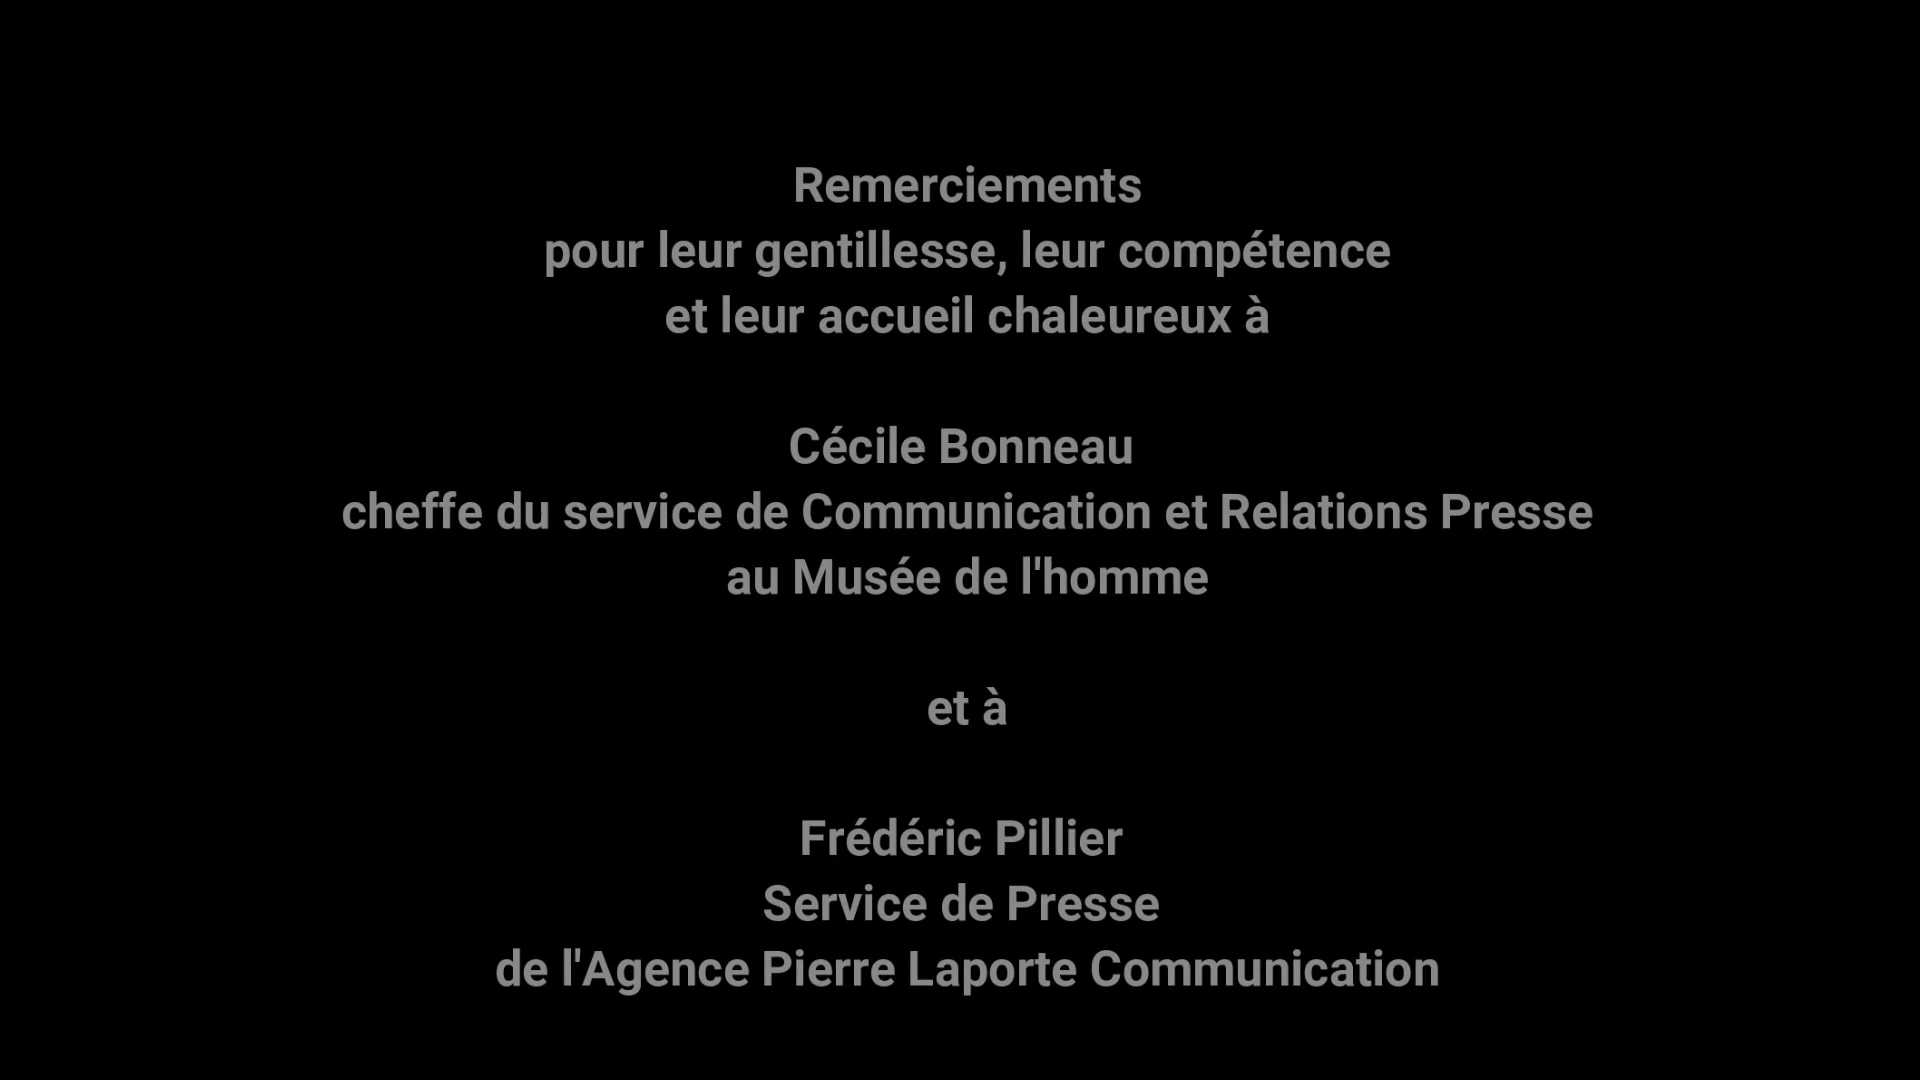 Remerciements
pour leur gentillesse, leur compétence
et leur accueil chaleureux à
Cécile Bonneau
cheffe du service de Communication et Relations Presse
au Musée de l'homme
et à
Frédéric Pillier
Service de Presse
de l'Agence Pierre Laporte Communication